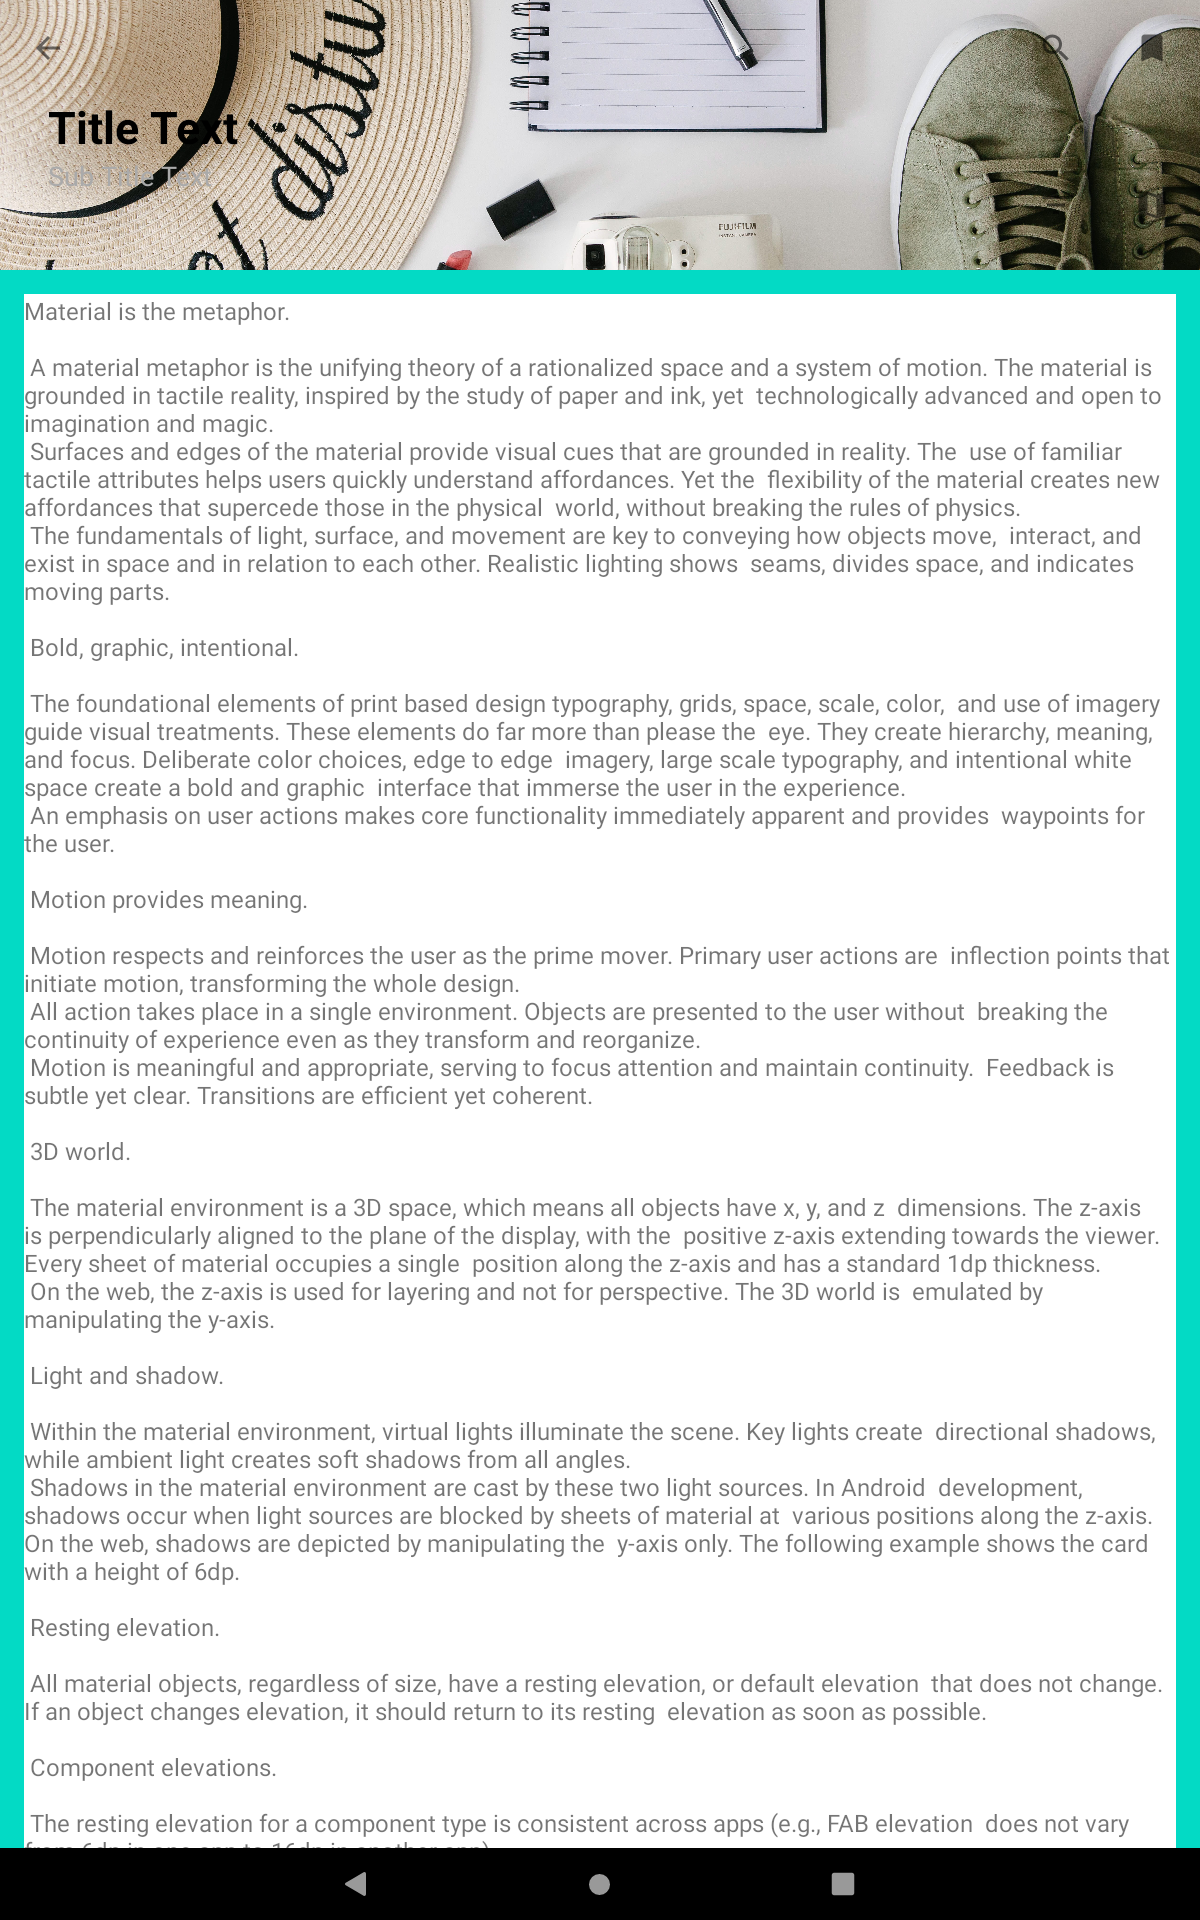 Title Text
Sub Title Text
disturb
FUJIFILM
INSTANT CAMERA
Material is the metaphor.
A material metaphor is the unifying theory of a rationalized space and a system of motion. The material is
grounded in tactile reality, inspired by the study of paper and ink, yet  technologically advanced and open to
imagination and magic.
Surfaces and edges of the material provide visual cues that are grounded in reality. The  use of familiar
tactile attributes helps users quickly understand affordances. Yet the  flexibility of the material creates new
affordances that supercede those in the physical  world, without breaking the rules of physics.
The fundamentals of light, surface, and movement are key to conveying how objects move,  interact, and
exist in space and in relation to each other. Realistic lighting shows  seams, divides space, and indicates
moving parts.
Bold, graphic, intentional.
The foundational elements of print based design typography, grids, space, scale, color,  and use of imagery
guide visual treatments. These elements do far more than please the  eye. They create hierarchy, meaning,
and focus. Deliberate color choices, edge to edge  imagery, large scale typography, and intentional white
space create a bold and graphic  interface that immerse the user in the experience.
An emphasis on user actions makes core functionality immediately apparent and provides  waypoints for
the user.
Motion provides meaning.
Motion respects and reinforces the user as the prime mover. Primary user actions are  inflection points that
initiate motion, transforming the whole design.
All action takes place in a single environment. Objects are presented to the user without  breaking the
continuity of experience even as they transform and reorganize.
Motion is meaningful and appropriate, serving to focus attention and maintain continuity.  Feedback is
subtle yet clear. Transitions are efficient yet coherent.
3D world.
The material environment is a 3D space, which means all objects have x, y, and z  dimensions. The z-axis
is perpendicularly aligned to the plane of the display, with the  positive z-axis extending towards the viewer.
Every sheet of material occupies a single  position along the z-axis and has a standard 1dp thickness.
On the web, the z-axis is used for layering and not for perspective. The 3D world is  emulated by
manipulating the y-axis.
Light and shadow.
Within the material environment, virtual lights illuminate the scene. Key lights create  directional shadows,
while ambient light creates soft shadows from all angles.
Shadows in the material environment are cast by these two light sources. In Android  development,
shadows occur when light sources are blocked by sheets of material at  various positions along the z-axis.
On the web, shadows are depicted by manipulating the  y-axis only. The following example shows the card
with a height of 6dp.
Resting elevation.
All material objects, regardless of size, have a resting elevation, or default elevation  that does not change.
If an object changes elevation, it should return to its resting  elevation as soon as possible.
Component elevations.
The resting elevation for a component type is consistent across apps (e.g., FAB elevation  does not vary
from 6dp in one app to 16dp in another app).